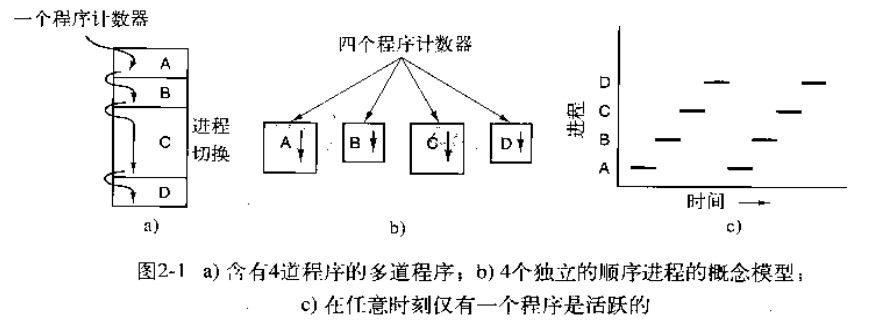 一个程序计数器
A
B
C
D
进程
切换
a)
四个程序计数器
A
B
C
D
b)
进程
D
C
B
A
时间
c)
图2-1 a) 含有4道程序的多道程序；b) 4个独立的顺序进程的概念模型；
c) 在任意时刻仅有一个程序是活跃的